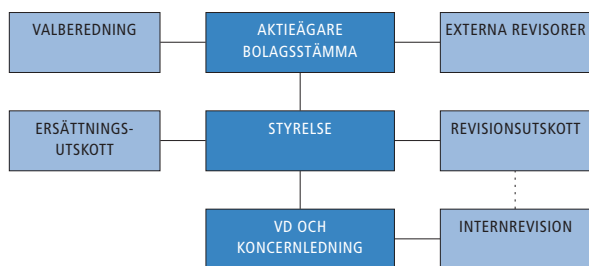 VALBEREDNING
AKTIEÄGARE
BOLAGSSTÄMMA
EXTERNA REVISORER
ERSÄTTNINGS-
UTSKOTT
STYRELSE
REVISIONSUTSKOTT
VD OCH
KONCERNLEDNING
INTERNREVISION